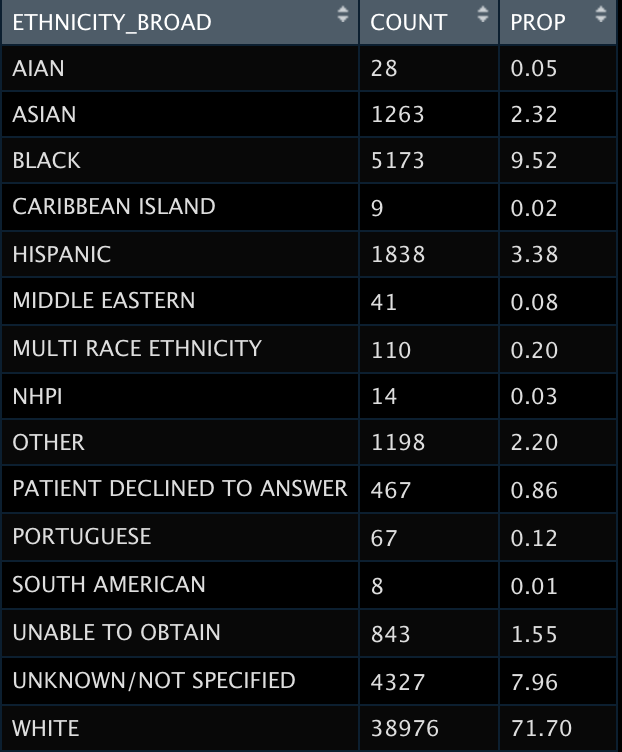 ETHNICITY_BROAD COUNT PROP
AIAN 28 0.05
ASIAN 1263 2.32
BLACK 5173 9.52
CARIBBEAN ISLAND 9 0.02
HISPANIC 1838 3.38
MIDDLE EASTERN 41 0.08
MULTI RACE ETHNICITY 110 0.20
NHPI 14 0.03
OTHER 1198 2.20
PATIENT DECLINED TO ANSWER 467 0.86
PORTUGUESE 67 0.12
SOUTH AMERICAN 8 0.01
UNABLE TO OBTAIN 843 1.55
UNKNOWN/NOT SPECIFIED 4327 7.96
WHITE 38976 71.70